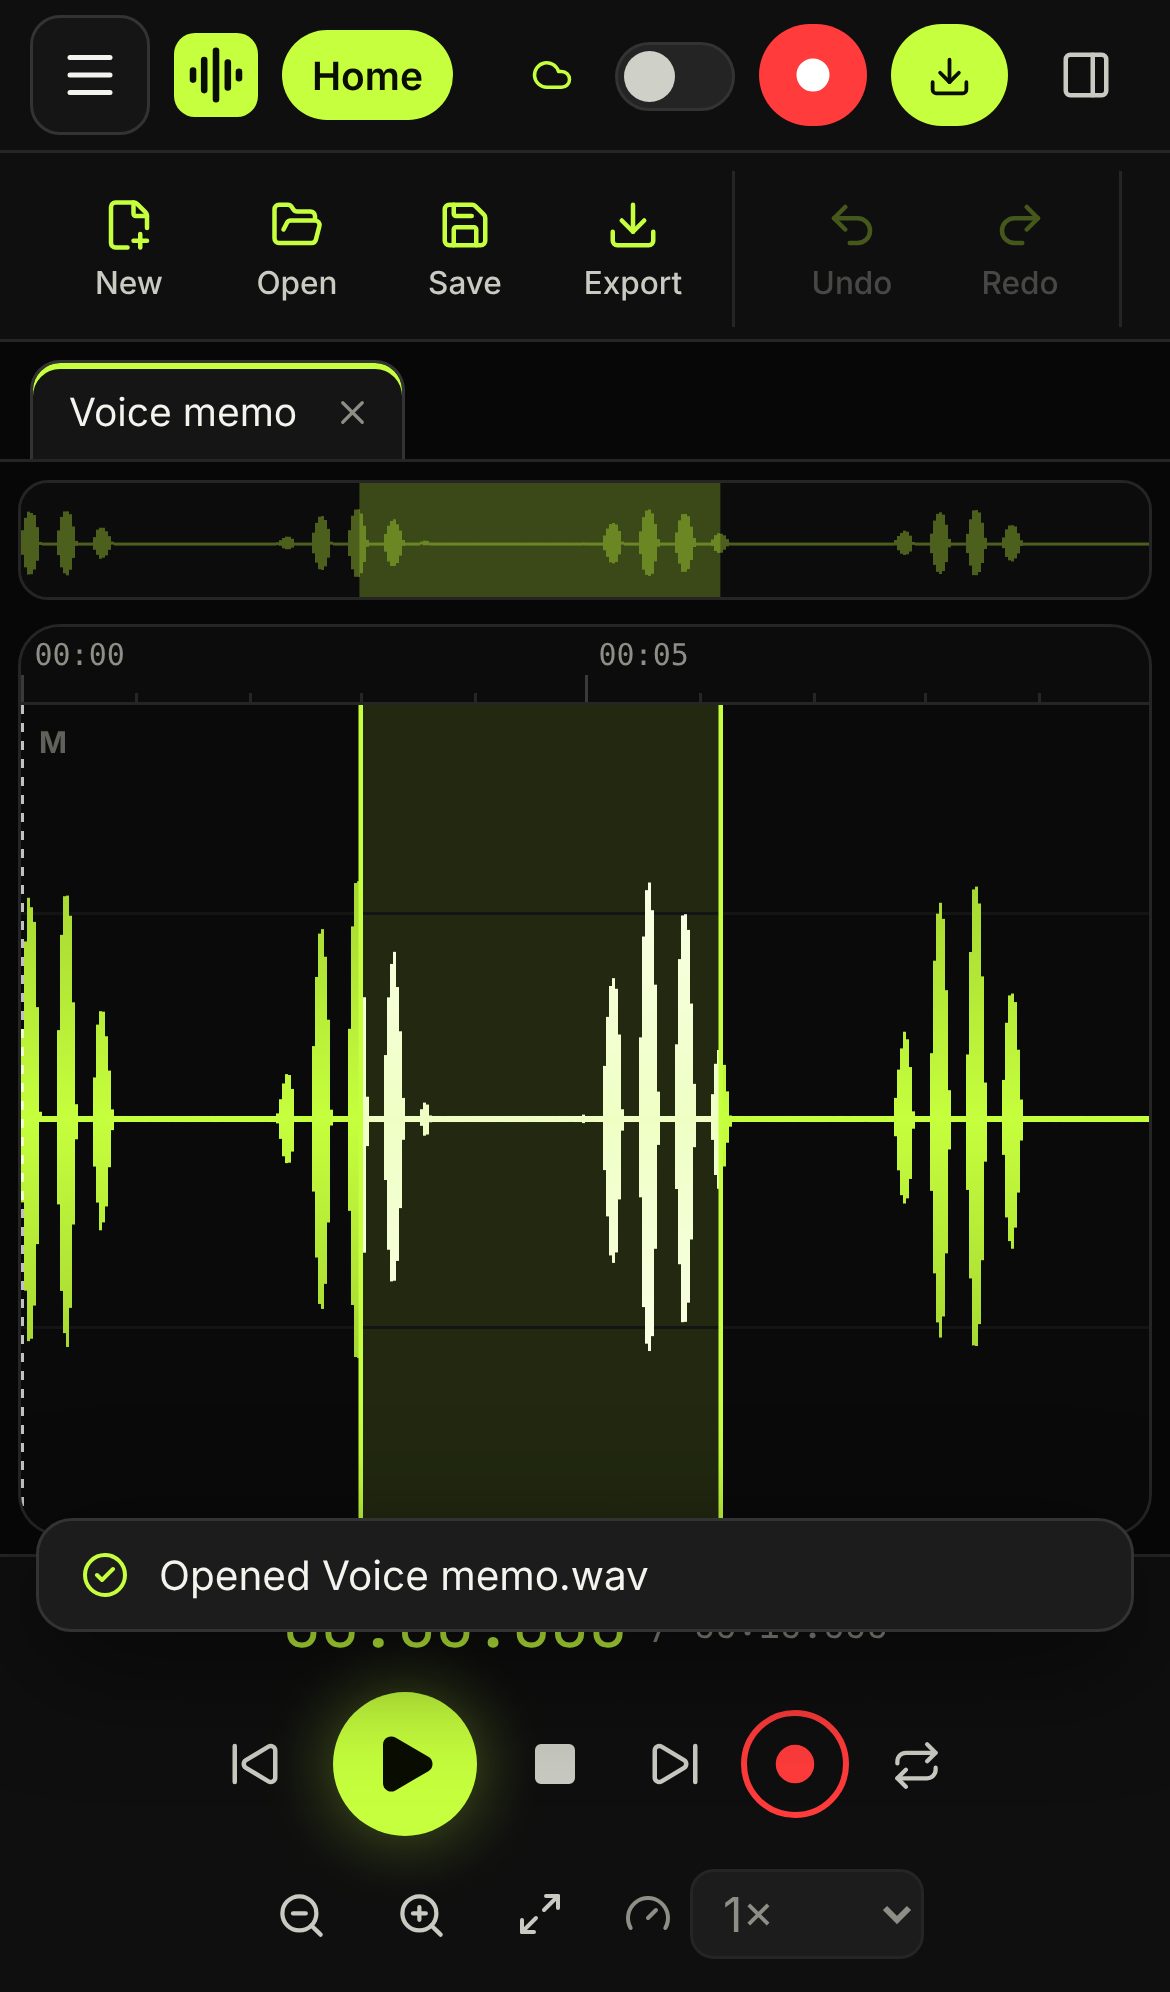 Home
New Open Save Export Undo Redo
Voice memo
00:00 00:05
M
Opened Voice memo.wav
1×